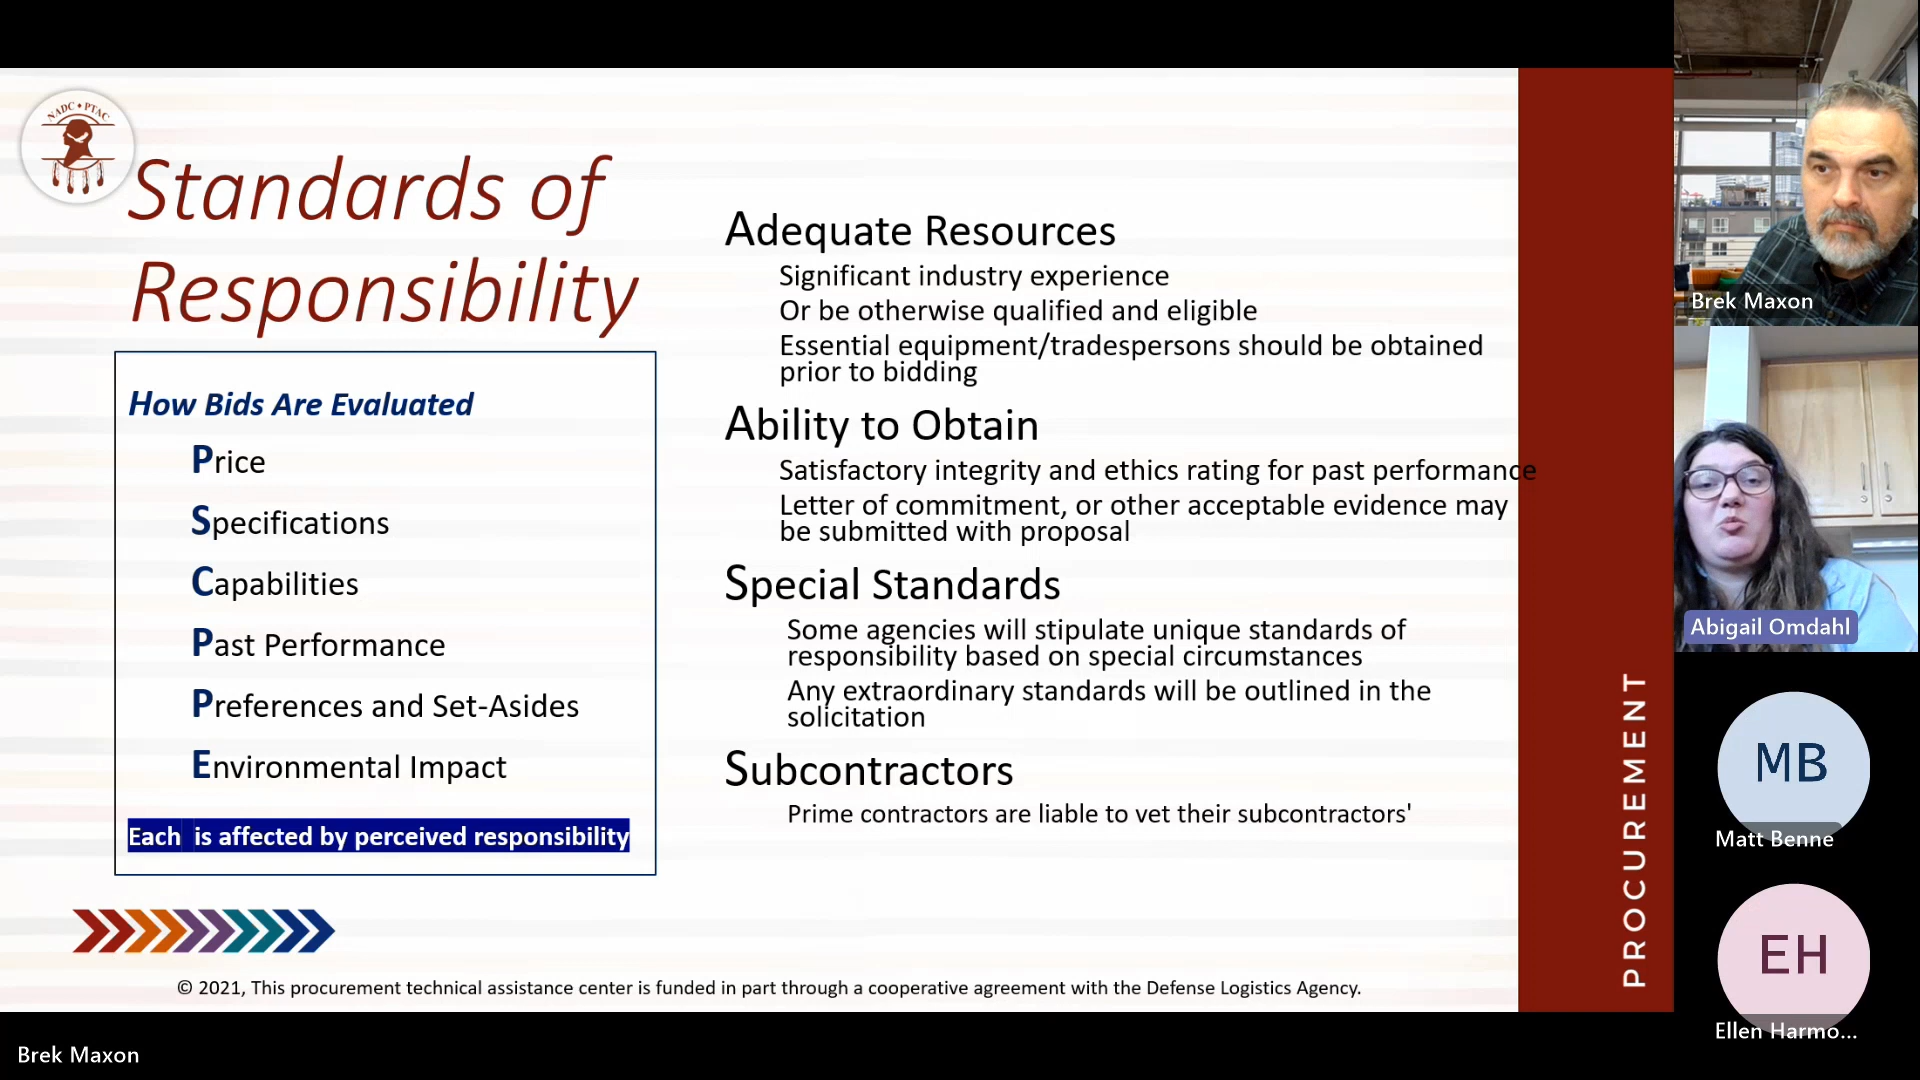 NADC • PTAC
Standards of
Responsibility
How Bids Are Evaluated
Price
Specifications
Capabilities
Past Performance
Preferences and Set-Asides
Environmental Impact
Each is affected by perceived responsibility
Adequate Resources
Significant industry experience
Or be otherwise qualified and eligible
Essential equipment/tradespersons should be obtained
prior to bidding
Ability to Obtain
Satisfactory integrity and ethics rating for past performance
Letter of commitment, or other acceptable evidence may
be submitted with proposal
Special Standards
Some agencies will stipulate unique standards of
responsibility based on special circumstances
Any extraordinary standards will be outlined in the
solicitation
Subcontractors
Prime contractors are liable to vet their subcontractors'
PROCUREMENT
© 2021, This procurement technical assistance center is funded in part through a cooperative agreement with the Defense Logistics Agency.
Brek Maxon
Brek Maxon
Abigail Omdahl
MB
Matt Benne
EH
Ellen Harmo...